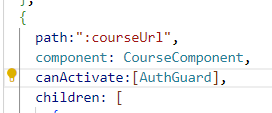 },
{
path:":courseUrl",
component: CourseComponent,
canActivate:[AuthGuard],
children: [